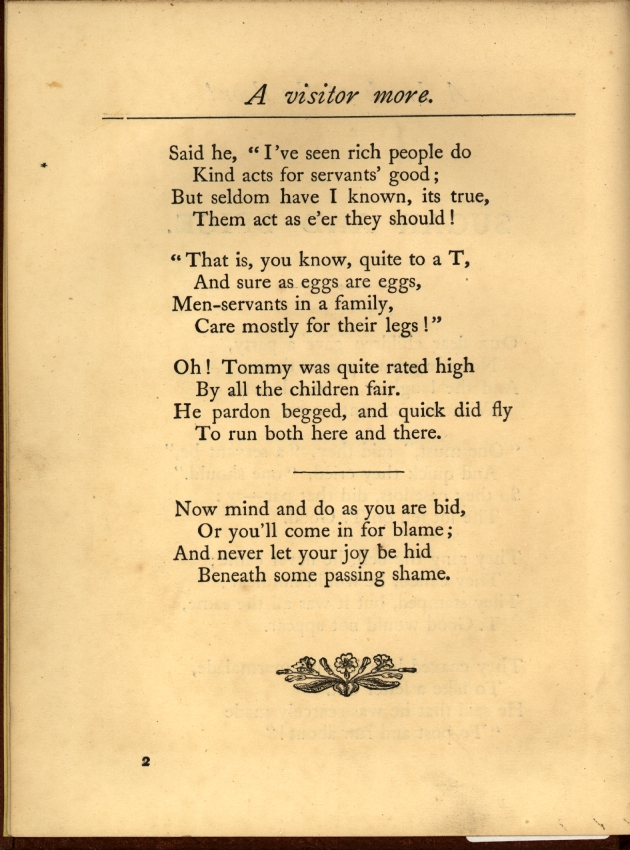 A visitor more.
Said he, “I've seen rich people do
Kind acts for servants' good;
But seldom have I known, its true,
Them act as e'er they should!
“That is, you know, quite to a T,
And sure as eggs are eggs,
Men-servants in a family,
Care mostly for their legs!”
Oh! Tommy was quite rated high
By all the children fair.
He pardon begged, and quick did fly
To run both here and there.
Now mind and do as you are bid,
Or you'll come in for blame;
And never let your joy be hid
Beneath some passing shame.
2